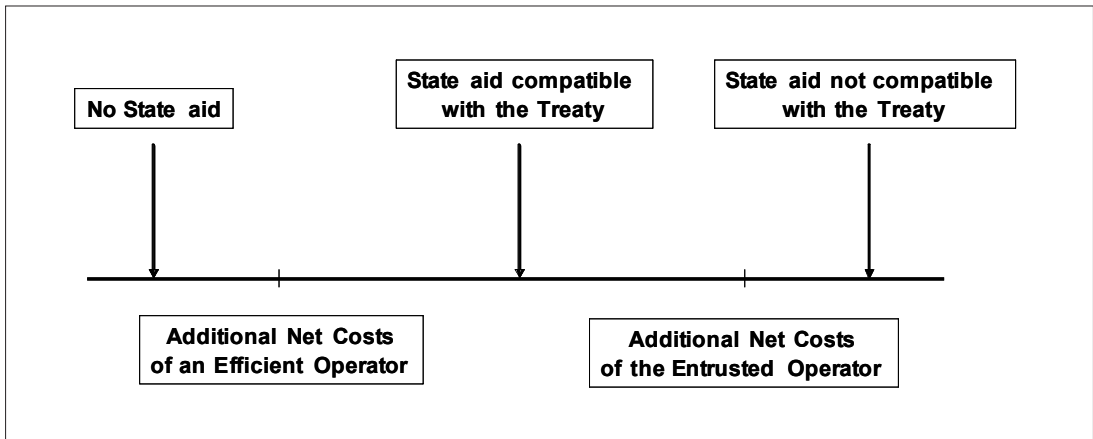 No State aid
State aid compatible
with the Treaty
State aid not compatible
with the Treaty
Additional Net Costs
of an Efficient Operator
Additional Net Costs
of the Entrusted Operator